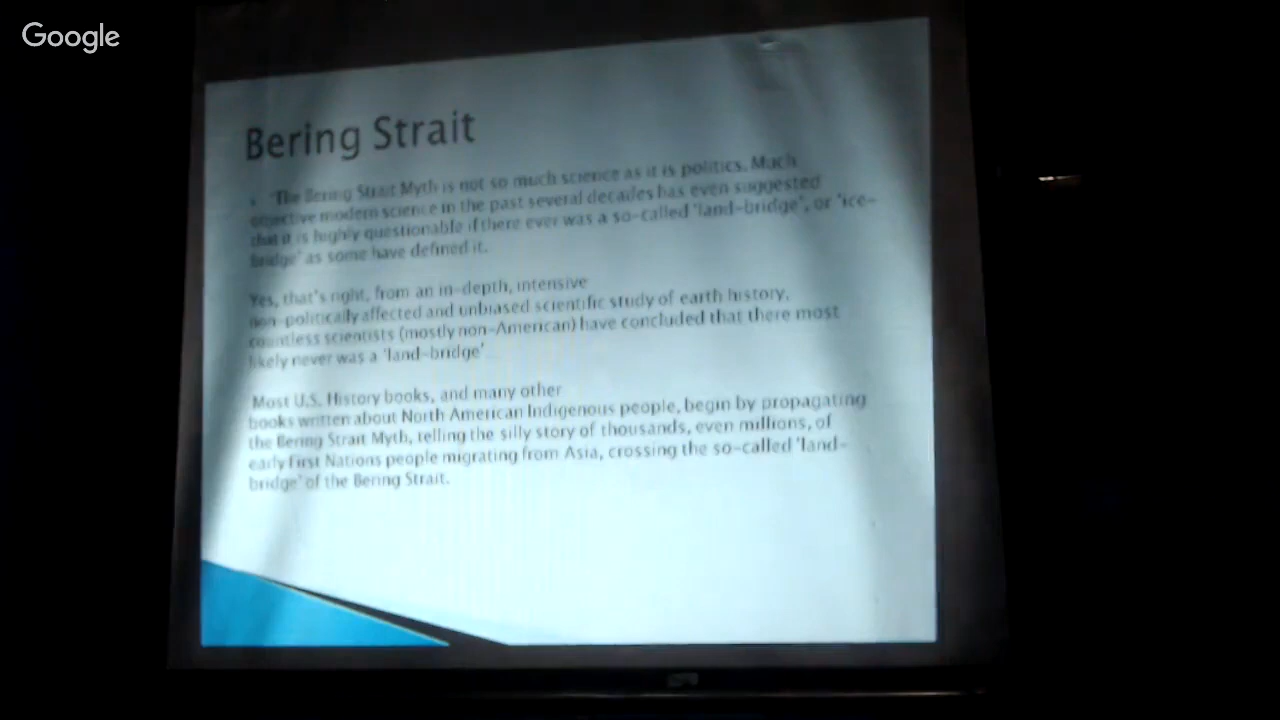 Google
Bering Strait
"The Bering Strait Myth is not so much science as it is politics. Much
objective modern science in the past several decades has even suggested
that it is highly questionable if there ever was a so-called 'land-bridge', or 'ice-
bridge' as some have defined it.
Yes, that's right, from an in-depth, intensive
non-politically affected and unbiased scientific study of earth history,
countless scientists (mostly non-American) have concluded that there most
likely never was a 'land-bridge'
Most U.S. History books, and many other
books written about North American Indigenous people, begin by propagating
the Bering Strait Myth, telling the silly story of thousands, even millions, of
early First Nations people migrating from Asia, crossing the so-called 'land-
bridge' of the Bering Strait.